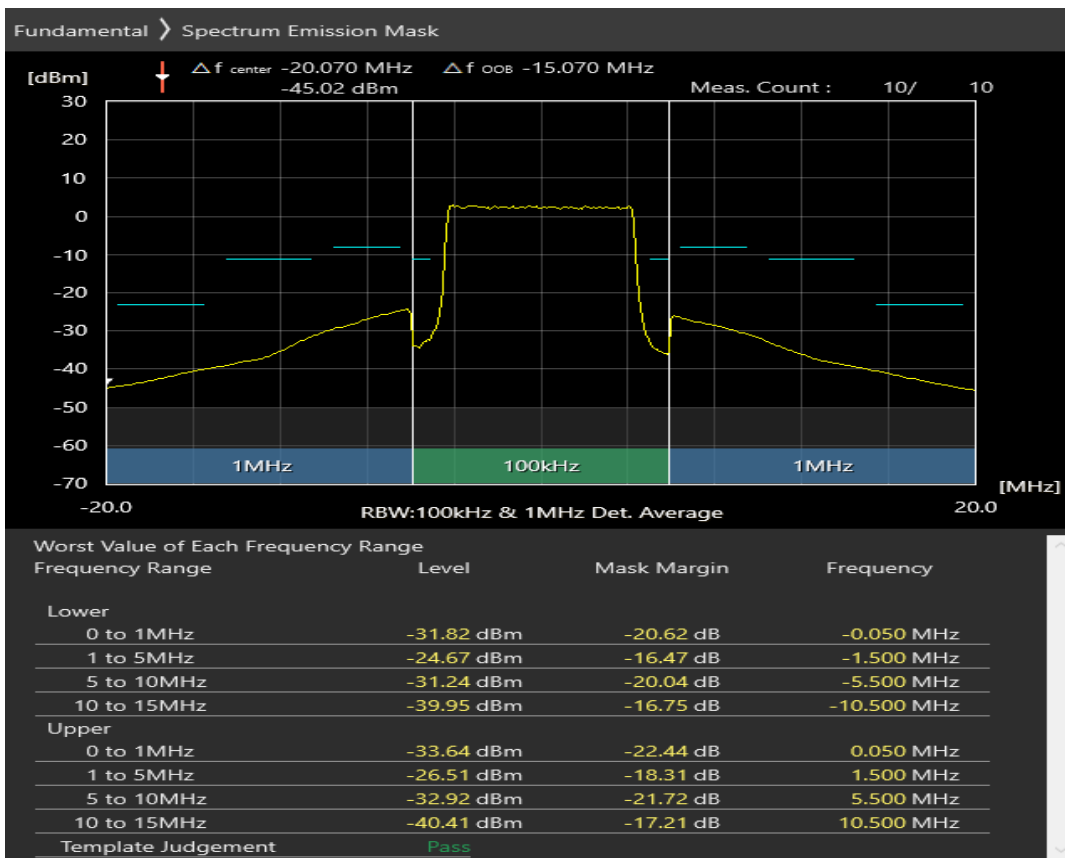 Fundamental 〉 Spectrum Emission Mask
△f center -20.070 MHz △f OOB -15.070 MHz
[dBm]
-45.02 dBm Meas. Count : 10/ 10
30
20
10
0
-10
-20
-30
-40
-50
-60
1MHz 100kHz 1MHz
-70
[MHz]
-20.0 RBW:100kHz & 1MHz Det. Average 20.0
Worst Value of Each Frequency Range
Frequency Range Level Mask Margin Frequency
Lower
0 to 1MHz -31.82 dBm -20.62 dB -0.050 MHz
1 to 5MHz -24.67 dBm -16.47 dB -1.500 MHz
5 to 10MHz -31.24 dBm -20.04 dB -5.500 MHz
10 to 15MHz -39.95 dBm -16.75 dB -10.500 MHz
Upper
0 to 1MHz -33.64 dBm -22.44 dB 0.050 MHz
1 to 5MHz -26.51 dBm -18.31 dB 1.500 MHz
5 to 10MHz -32.92 dBm -21.72 dB 5.500 MHz
10 to 15MHz -40.41 dBm -17.21 dB 10.500 MHz
Template Judgement Pass